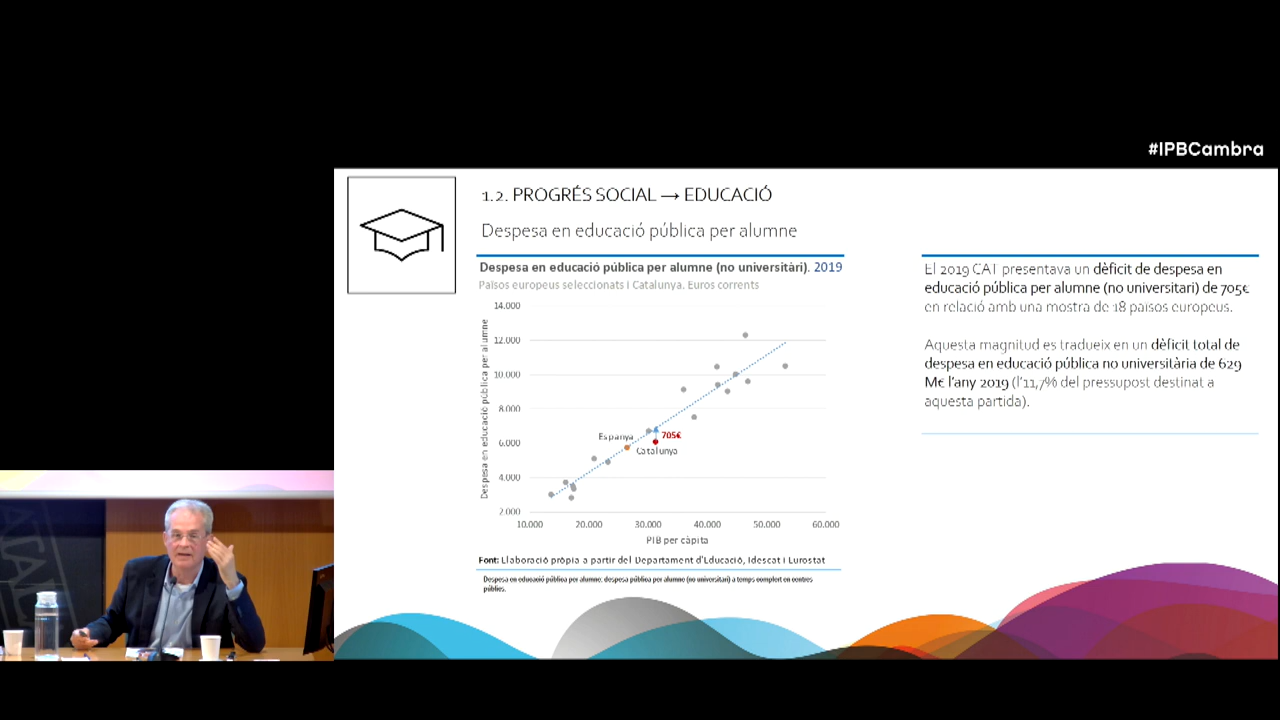 #IPBCambra
1.2. PROGRÉS SOCIAL → EDUCACIÓ
Despesa en educació pública per alumne
Despesa en educació pública per alumne (no universitàri). 2019
Països europeus seleccionats i Catalunya. Euros corrents
14.000
12.000
10.000
8.000
6.000
4.000
2.000
Despesa en educació pública per alumne
Espanya
705€
Catalunya
10.000 20.000 30.000 40.000 50.000 60.000
PIB per càpita
Font: Elaboració pròpia a partir del Departament d'Educació, Idescat i Eurostat
Despesa en educació pública per alumne: despesa pública per alumne (no universitari) a temps complert en centres
públics.
El 2019 CAT presentava un dèficit de despesa en
educació pública per alumne (no universitari) de 705€
en relació amb una mostra de 18 països europeus.
Aquesta magnitud es tradueix en un dèficit total de
despesa en educació pública no universitària de 629
M€ l'any 2019 (l'11,7% del pressupost destinat a
aquesta partida).